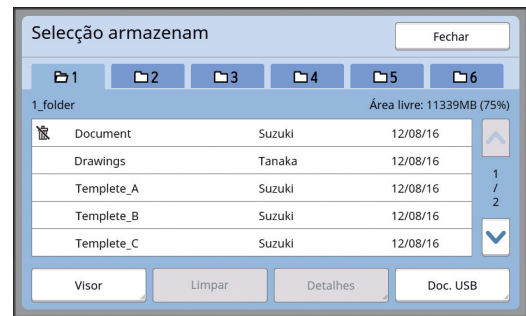 Selecção armazenam
Fechar
1 2 3 4 5 6
1_folder Área livre: 11339MB (75%)
Document Suzuki 12/08/16
Drawings Tanaka 12/08/16
Templete_A Suzuki 12/08/16
Templete_B Suzuki 12/08/16
Templete_C Suzuki 12/08/16
1
/
2
Visor Limpar Detalhes Doc. USB